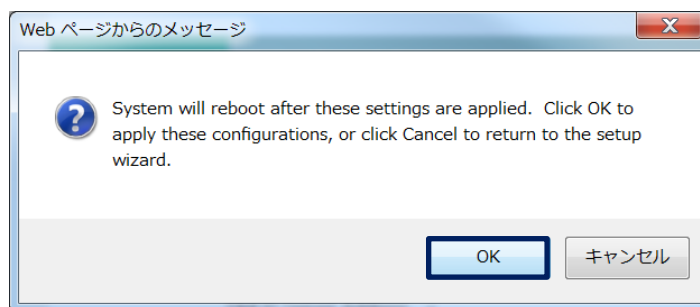 Web ページからのメッセージ
System will reboot after these settings are applied.  Click OK to
apply these configurations, or click Cancel to return to the setup
wizard.
OK
キャンセル